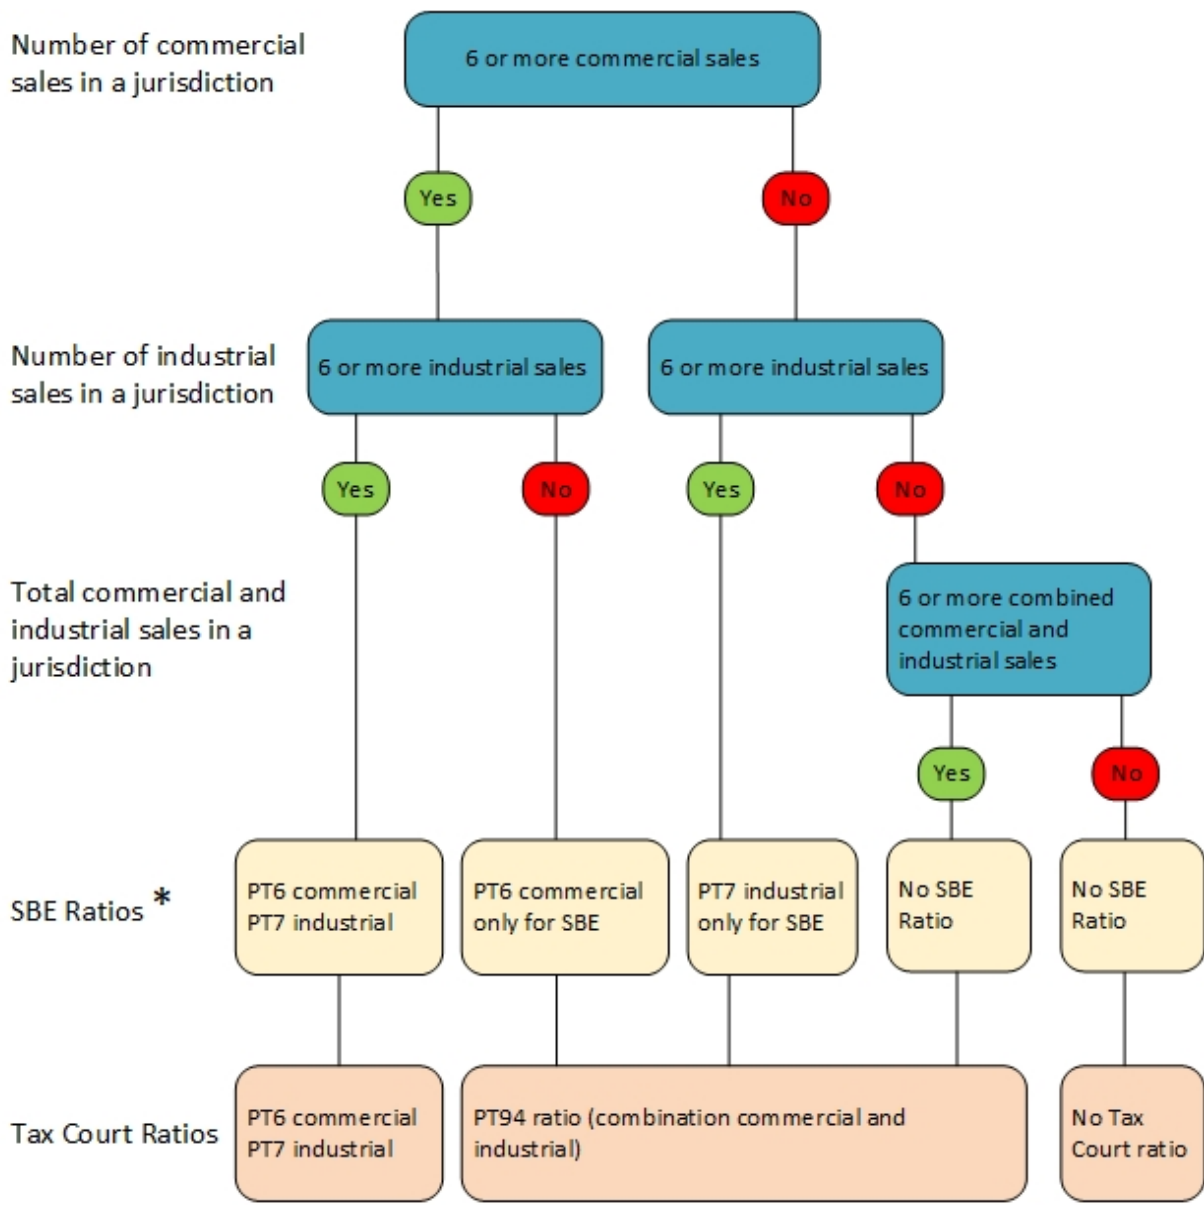 Number of commercial
sales in a jurisdiction
6 or more commercial sales
Yes
No
Number of industrial
sales in a jurisdiction
6 or more industrial sales
6 or more industrial sales
Yes
No
Yes
No
Total commercial and
industrial sales in a
jurisdiction
6 or more combined
commercial and
industrial sales
Yes
No
SBE Ratios *
PT6 commercial
PT7 industrial
PT6 commercial
only for SBE
PT7 industrial
only for SBE
No SBE
Ratio
No SBE
Ratio
Tax Court Ratios
PT6 commercial
PT7 industrial
PT94 ratio (combination commercial and
industrial)
No Tax
Court ratio